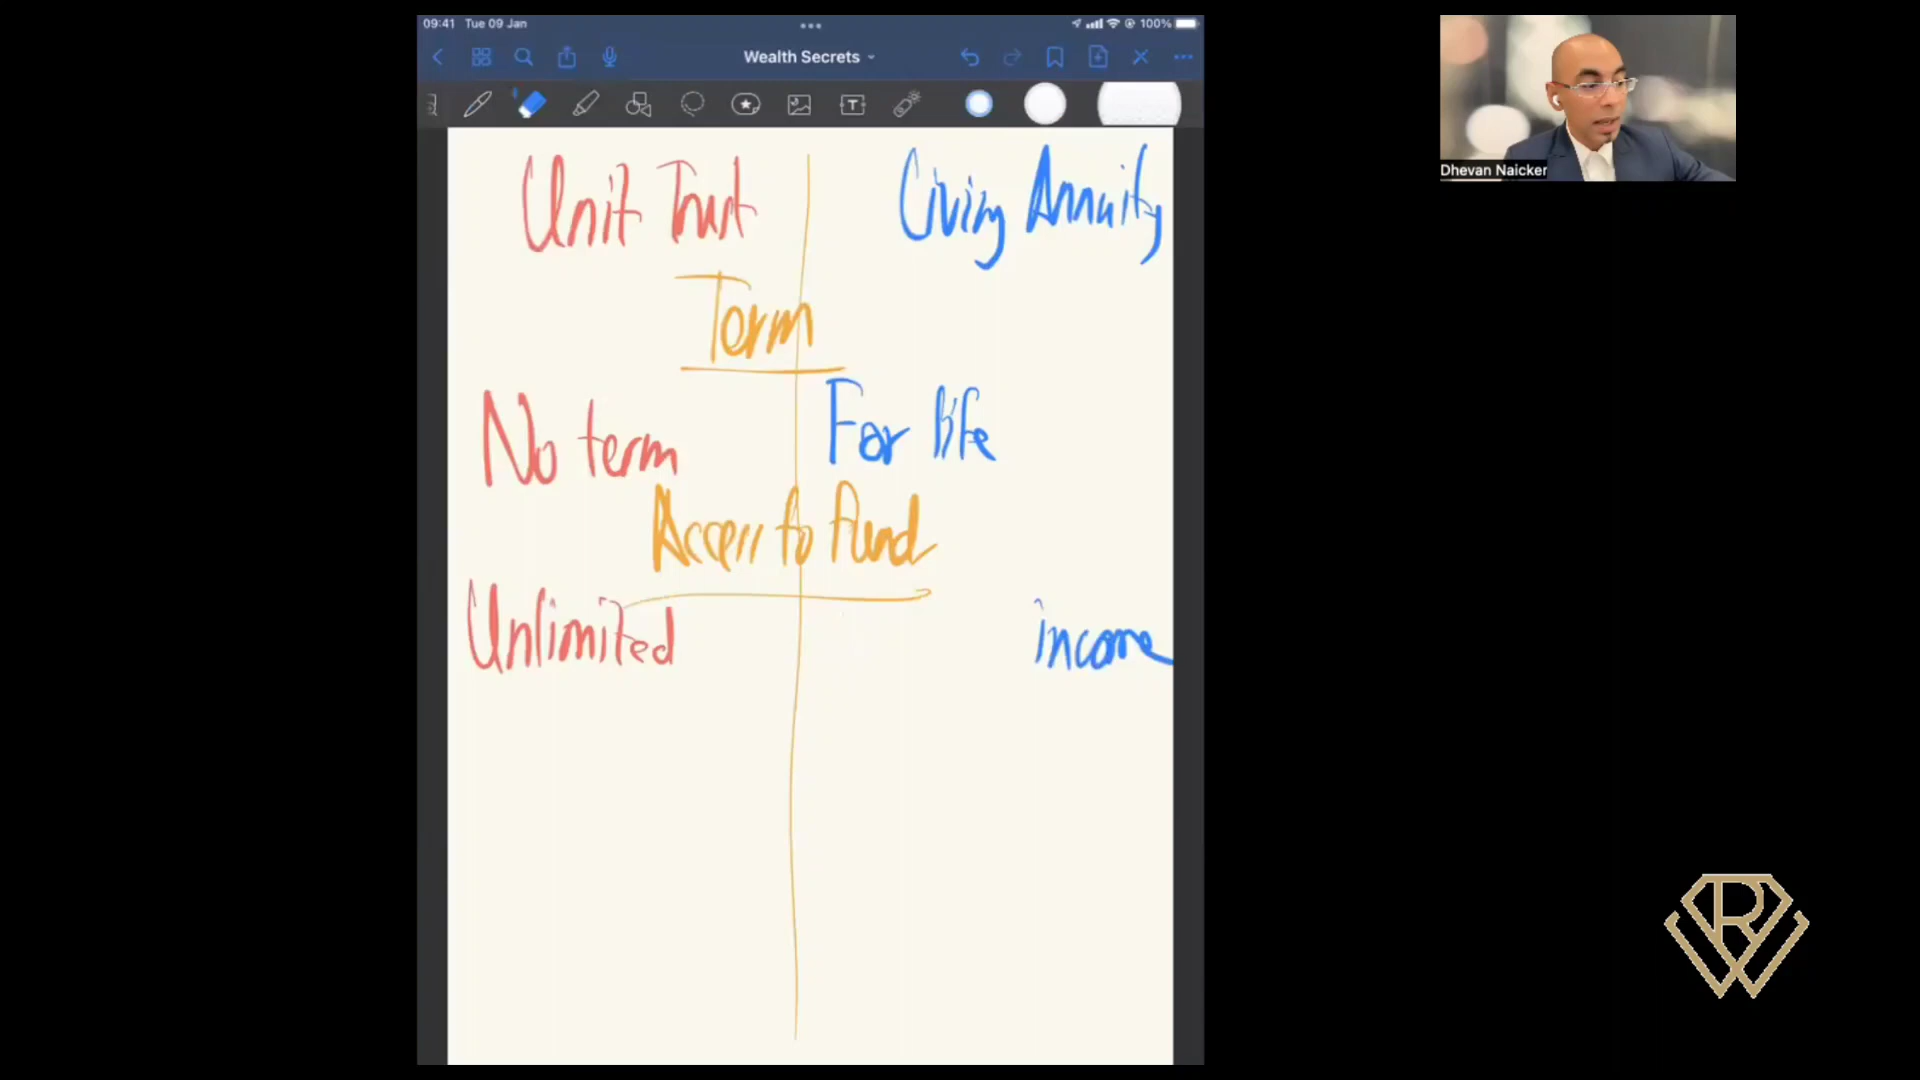 09:41 Tue 09 Jan
100%
Wealth Secrets
T
Dhevan Naicker
Unit Trust
Living Annuity
Term
No term
For life
Access to Fund
Unlimited
income
RW